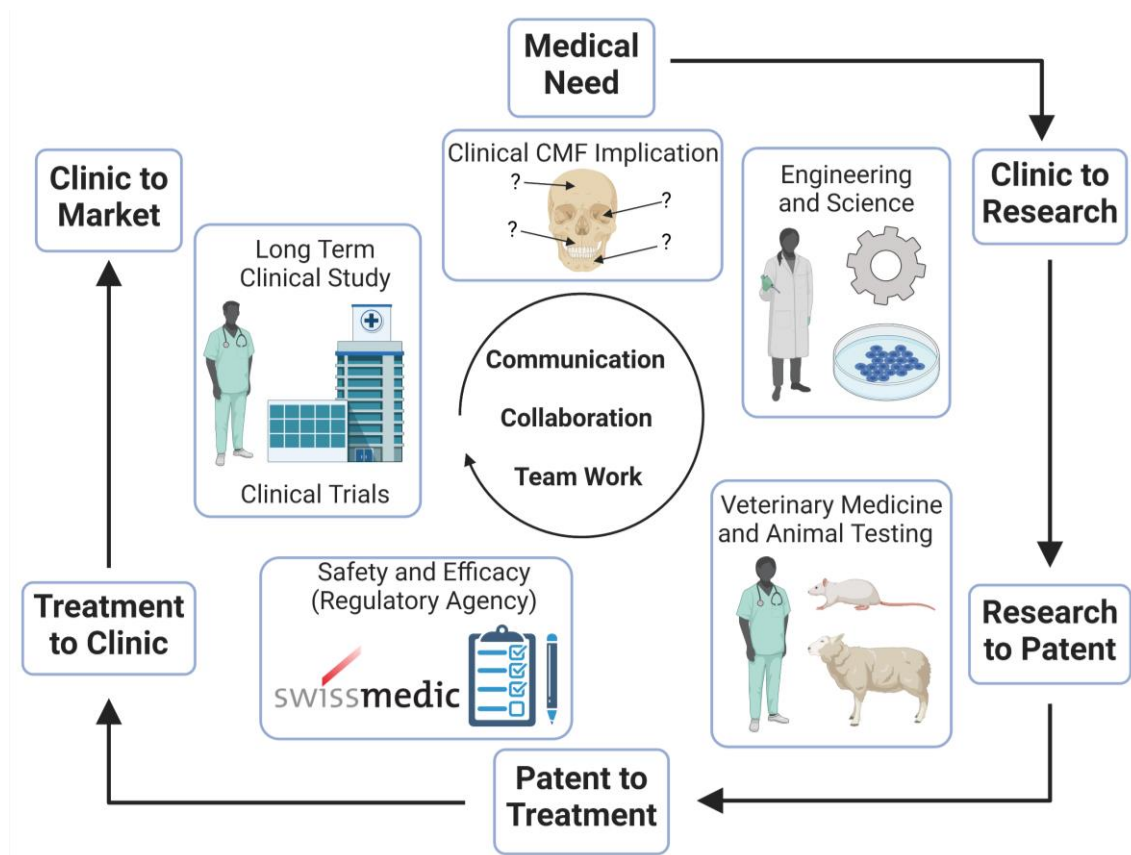 Medical
Need
Clinical CMF Implication
?
?
?
?
Clinic to
Research
Engineering
and Science
Clinic to
Market
Long Term
Clinical Study
Clinical Trials
Communication
Collaboration
Team Work
Veterinary Medicine
and Animal Testing
Research
to Patent
Safety and Efficacy
(Regulatory Agency)
swissmedic
Treatment
to Clinic
Patent to
Treatment